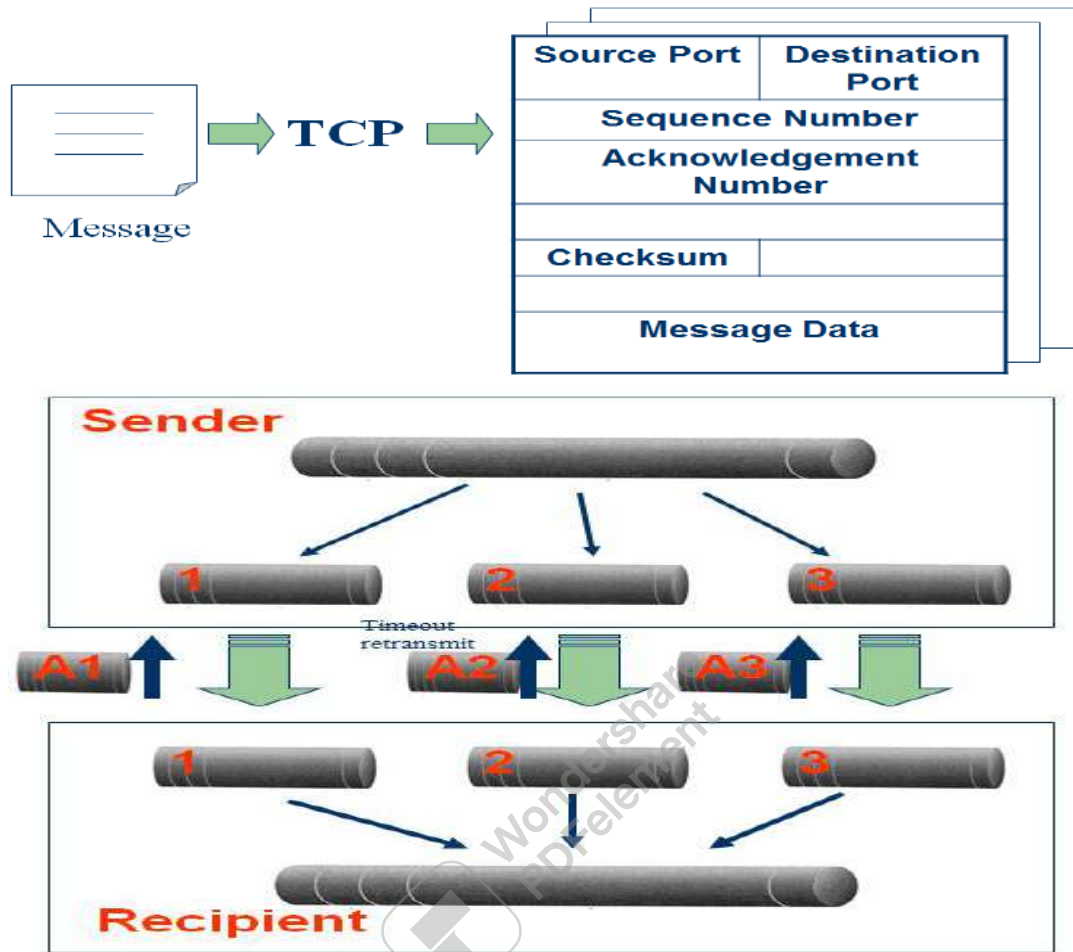 Source Port
Destination
Port
TCP
Sequence Number
Acknowledgement
Number
Message
Checksum
Message Data
Sender
1
2
3
Timeout
retransmit
A1
A2
A3
1
2
3
Wondershare
PDFelement
Recipient